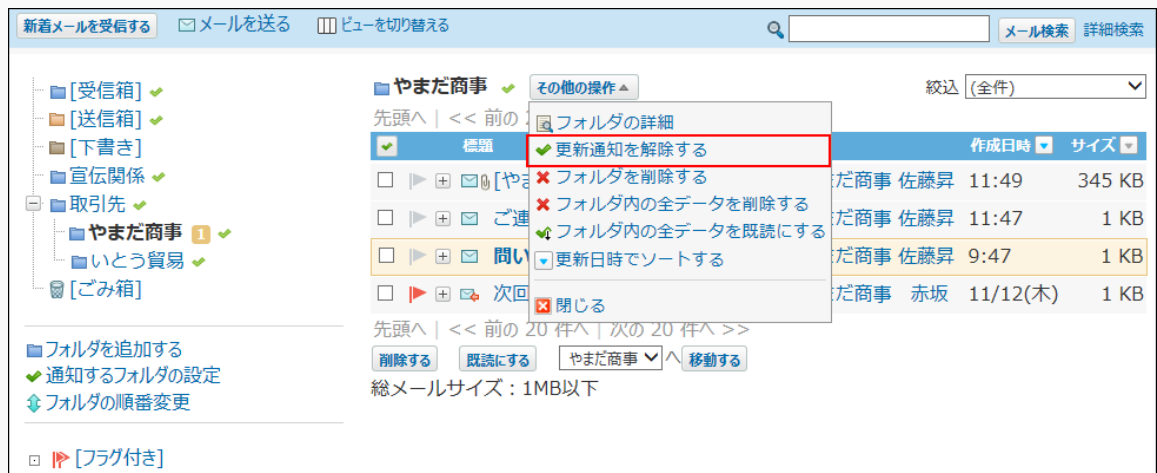 新着メールを受信する メールを送る ビューを切り替える メール検索 詳細検索
[受信箱]
[送信箱]
[下書き]
宣伝関係
取引先
やまだ商事 1
いとう貿易
[ごみ箱]
フォルダを追加する
通知するフォルダの設定
フォルダの順番変更
[フラグ付き]
やまだ商事 その他の操作 絞込 (全件)
先頭へ | << 前の 2
標題 作成日時 サイズ
フォルダの詳細
更新通知を解除する
フォルダを削除する
フォルダ内の全データを削除する
フォルダ内の全データを既読にする
更新日時でソートする
閉じる
[やま だ商事 佐藤昇 11:49 345 KB
ご連 だ商事 佐藤昇 11:47 1 KB
問い だ商事 佐藤昇 9:47 1 KB
次回 だ商事 赤坂 11/12(木) 1 KB
先頭へ | << 前の 20 件へ | 次の 20 件へ >>
削除する 既読にする やまだ商事 へ 移動する
総メールサイズ：1MB以下